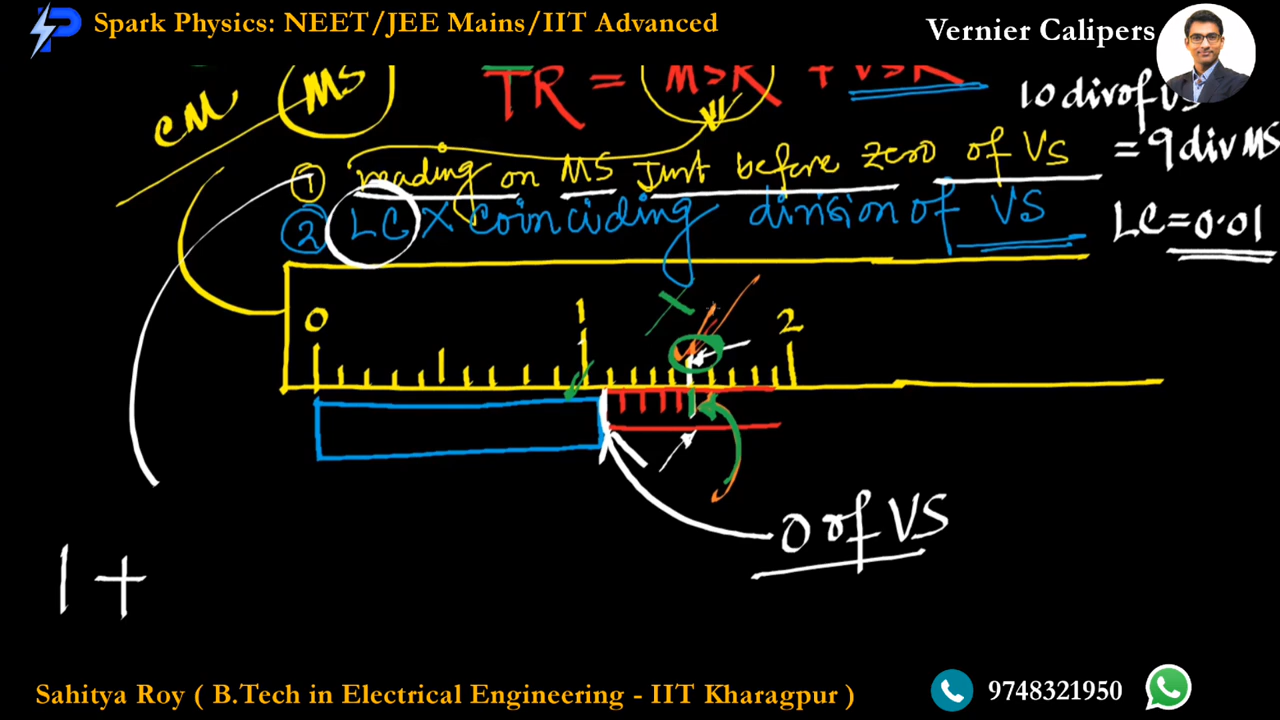 Spark Physics: NEET/JEE Mains/IIT Advanced
Vernier Calipers
cM MS
TR = MSR + VSR
10 div of VS
= 9 div MS
① reading on MS Just before zero of VS
② LC X coinciding division of VS
LC = 0.01
0 1 2
0 of VS
1 +
Sahitya Roy ( B.Tech in Electrical Engineering - IIT Kharagpur )
9748321950